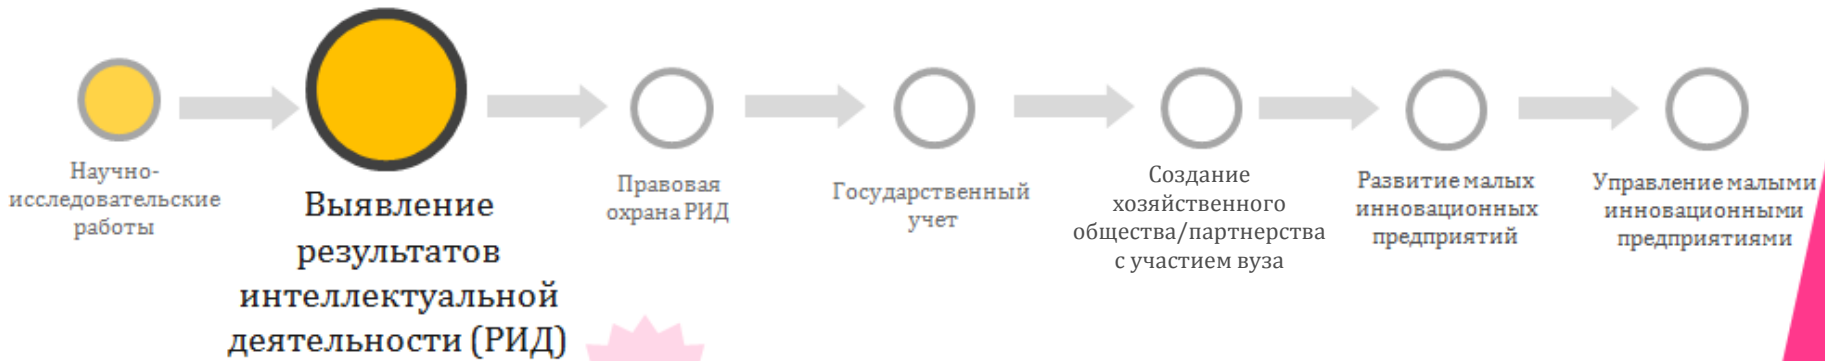 Научно-
исследовательские
работы
Выявление
результатов
интеллектуальной
деятельности (РИД)
Правовая
охрана РИД
Государственный
учет
Создание
хозяйственного
общества/партнерства
с участием вуза
Развитие малых
инновационных
предприятий
Управление малыми
инновационными
предприятиями